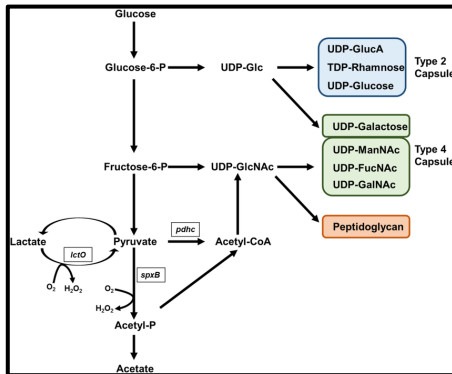 Glucose
Glucose-6-P
UDP-Glc
UDP-GlucA
TDP-Rhamnose
UDP-Glucose
Type 2
Capsule
UDP-Galactose
UDP-ManNAc
UDP-FucNAc
UDP-GalNAc
Type 4
Capsule
Fructose-6-P
UDP-GlcNAc
Peptidoglycan
Lactate
Pyruvate
pdhc
Acetyl-CoA
lctO
O₂
H₂O₂
spxB
O₂
H₂O₂
Acetyl-P
Acetate